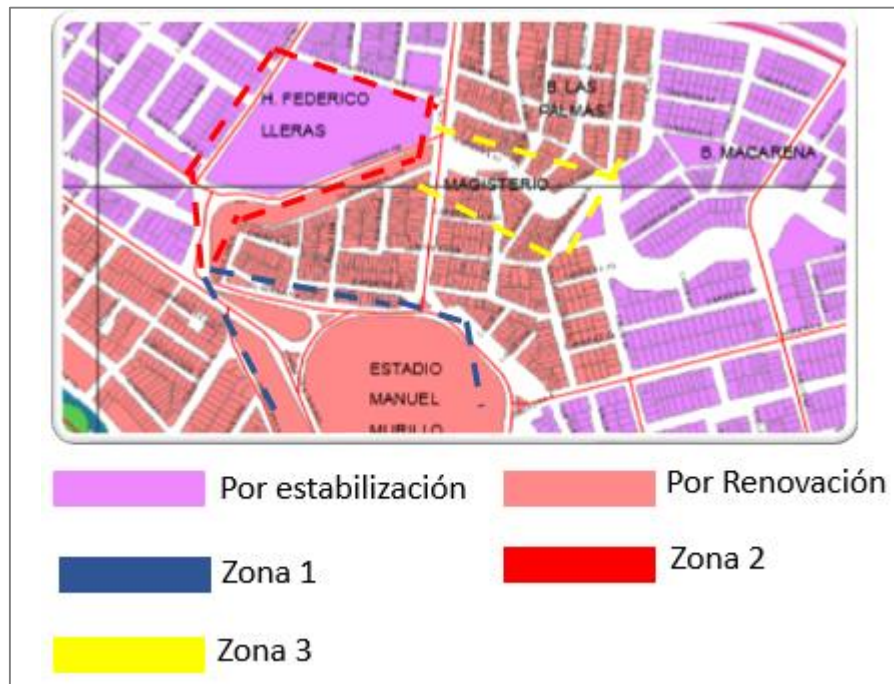 H. FEDERICO
LLERAS
B. LAS
PALMAS
B. MACARENA
MAGISTERIO
ESTADIO
MANUEL
MURILLO
Por estabilización
Por Renovación
Zona 1
Zona 2
Zona 3